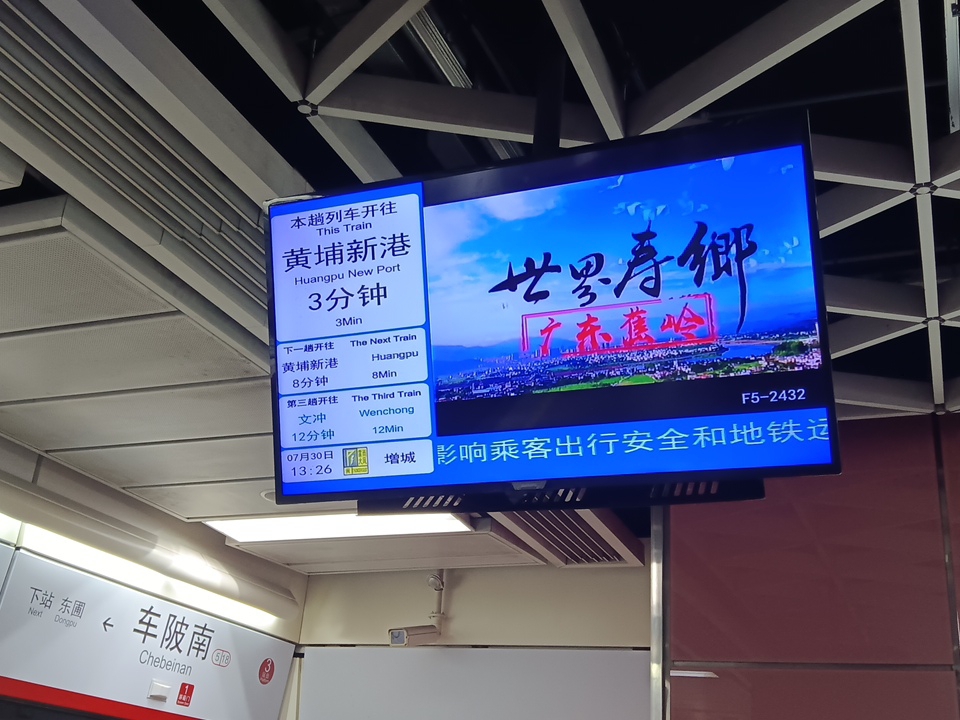 本趟列车开往
This Train
黄埔新港
Huangpu New Port
3分钟
3Min
下一趟开往 The Next Train
黄埔新港 Huangpu
8分钟 8Min
第三趟开往 The Third Train
文冲 Wenchong
12分钟 12Min
07月30日
13:26
增城
世界寿乡
广东蕉岭
F5-2432
影响乘客出行安全和地铁运
下站 东圃
Next Dongpu
←
车陂南
Chebeinan
5|18
3
1